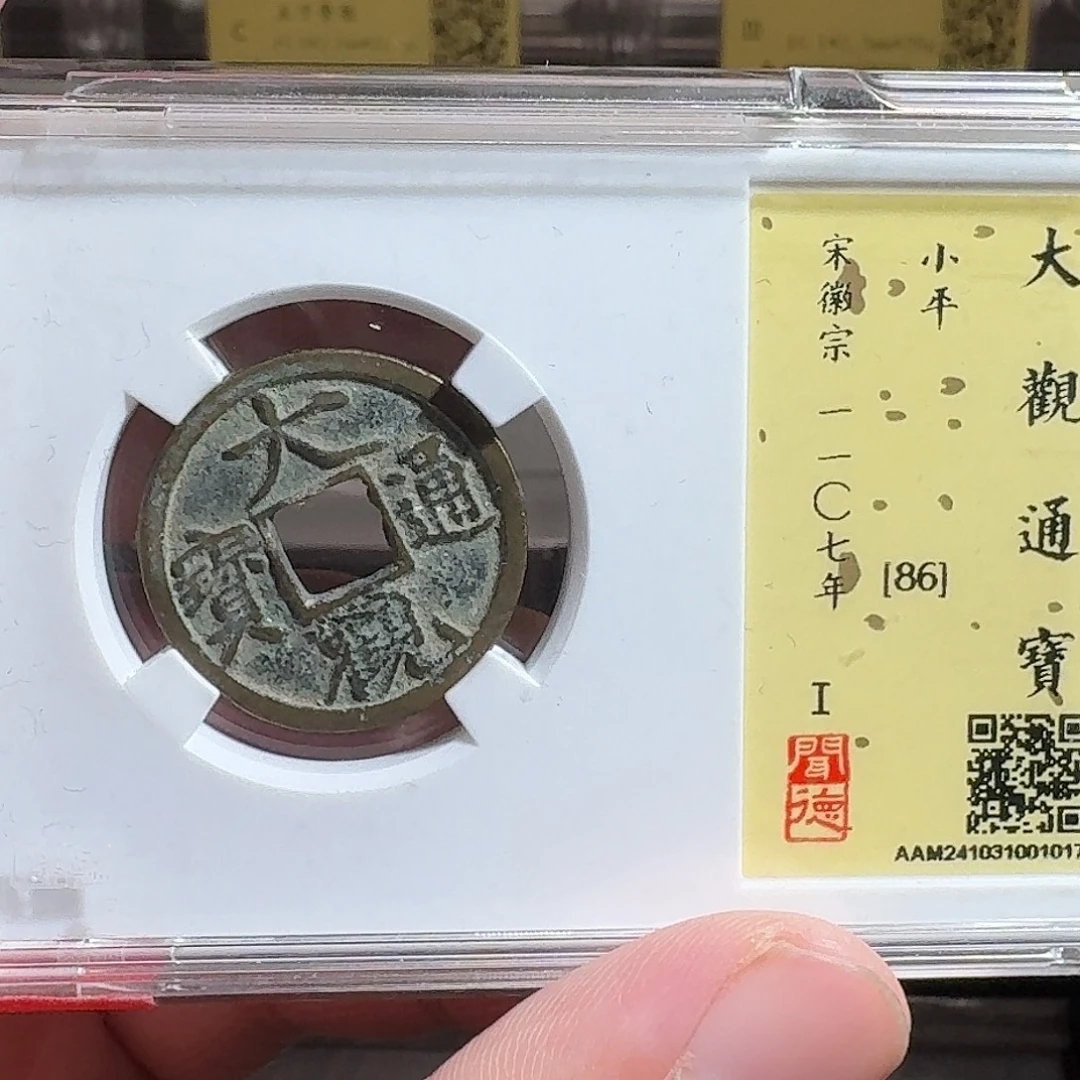 大觀通寶
小平
[86]
宋徽宗 一一〇七年
I
聞德
AAM241031001017
大觀通寶